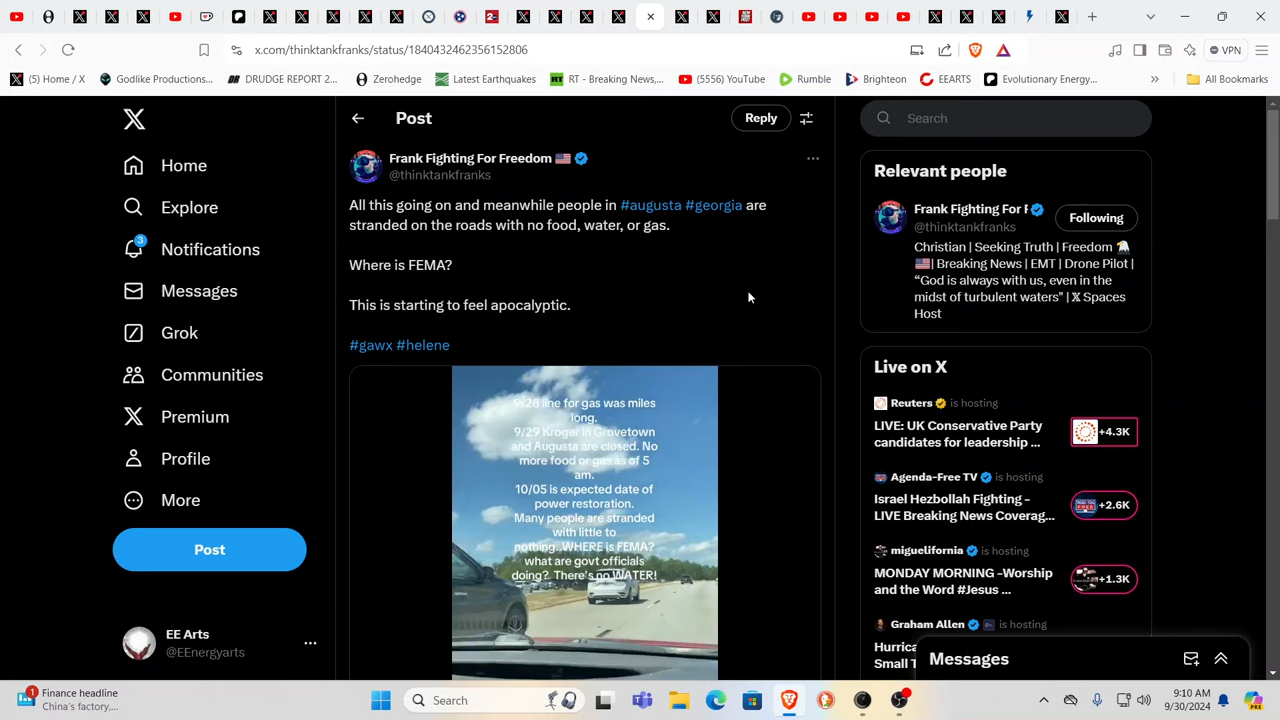 x.com/thinktankfranks/status/1840432462356152806
VPN
(5) Home / X
Godlike Productions...
DRUDGE REPORT 2...
Zerohedge
Latest Earthquakes
RT - Breaking News,...
(5550) YouTube
Rumble
Brighteon
EEARTS
Evolutionary Energy...
All Bookmarks
Home
Explore
3
Notifications
Messages
Grok
Communities
Premium
Profile
More
Post
EE Arts
@EEnergyarts
Post
Reply
Frank Fighting For Freedom
@thinktankfranks
All this going on and meanwhile people in #augusta #georgia are
stranded on the roads with no food, water, or gas.
Where is FEMA?
This is starting to feel apocalyptic.
#gawx #helene
9/28 line for gas was miles
long.
9/29 Kroger in Grovetown
and Augusta are closed. No
more food or gas as of 5
am.
10/05 is expected date of
power restoration.
Many people are stranded
with little to
nothing..WHERE is FEMA?
what are govt officials
doing? There's no WATER!
Search
Relevant people
Frank Fighting For F
@thinktankfranks
Following
Christian | Seeking Truth | Freedom
| Breaking News | EMT | Drone Pilot |
“God is always with us, even in the
midst of turbulent waters" | 𝕏 Spaces
Host
Live on X
Reuters is hosting
LIVE: UK Conservative Party
candidates for leadership ...
+4.3K
Agenda-Free TV is hosting
Israel Hezbollah Fighting -
LIVE Breaking News Coverag...
+2.6K
miguelifornia is hosting
MONDAY MORNING -Worship
and the Word #Jesus ...
+1.3K
Graham Allen is hosting
Hurrica
Small T
Messages
1
Finance headline
China's factory,...
Search
PRE
9:10 AM
9/30/2024